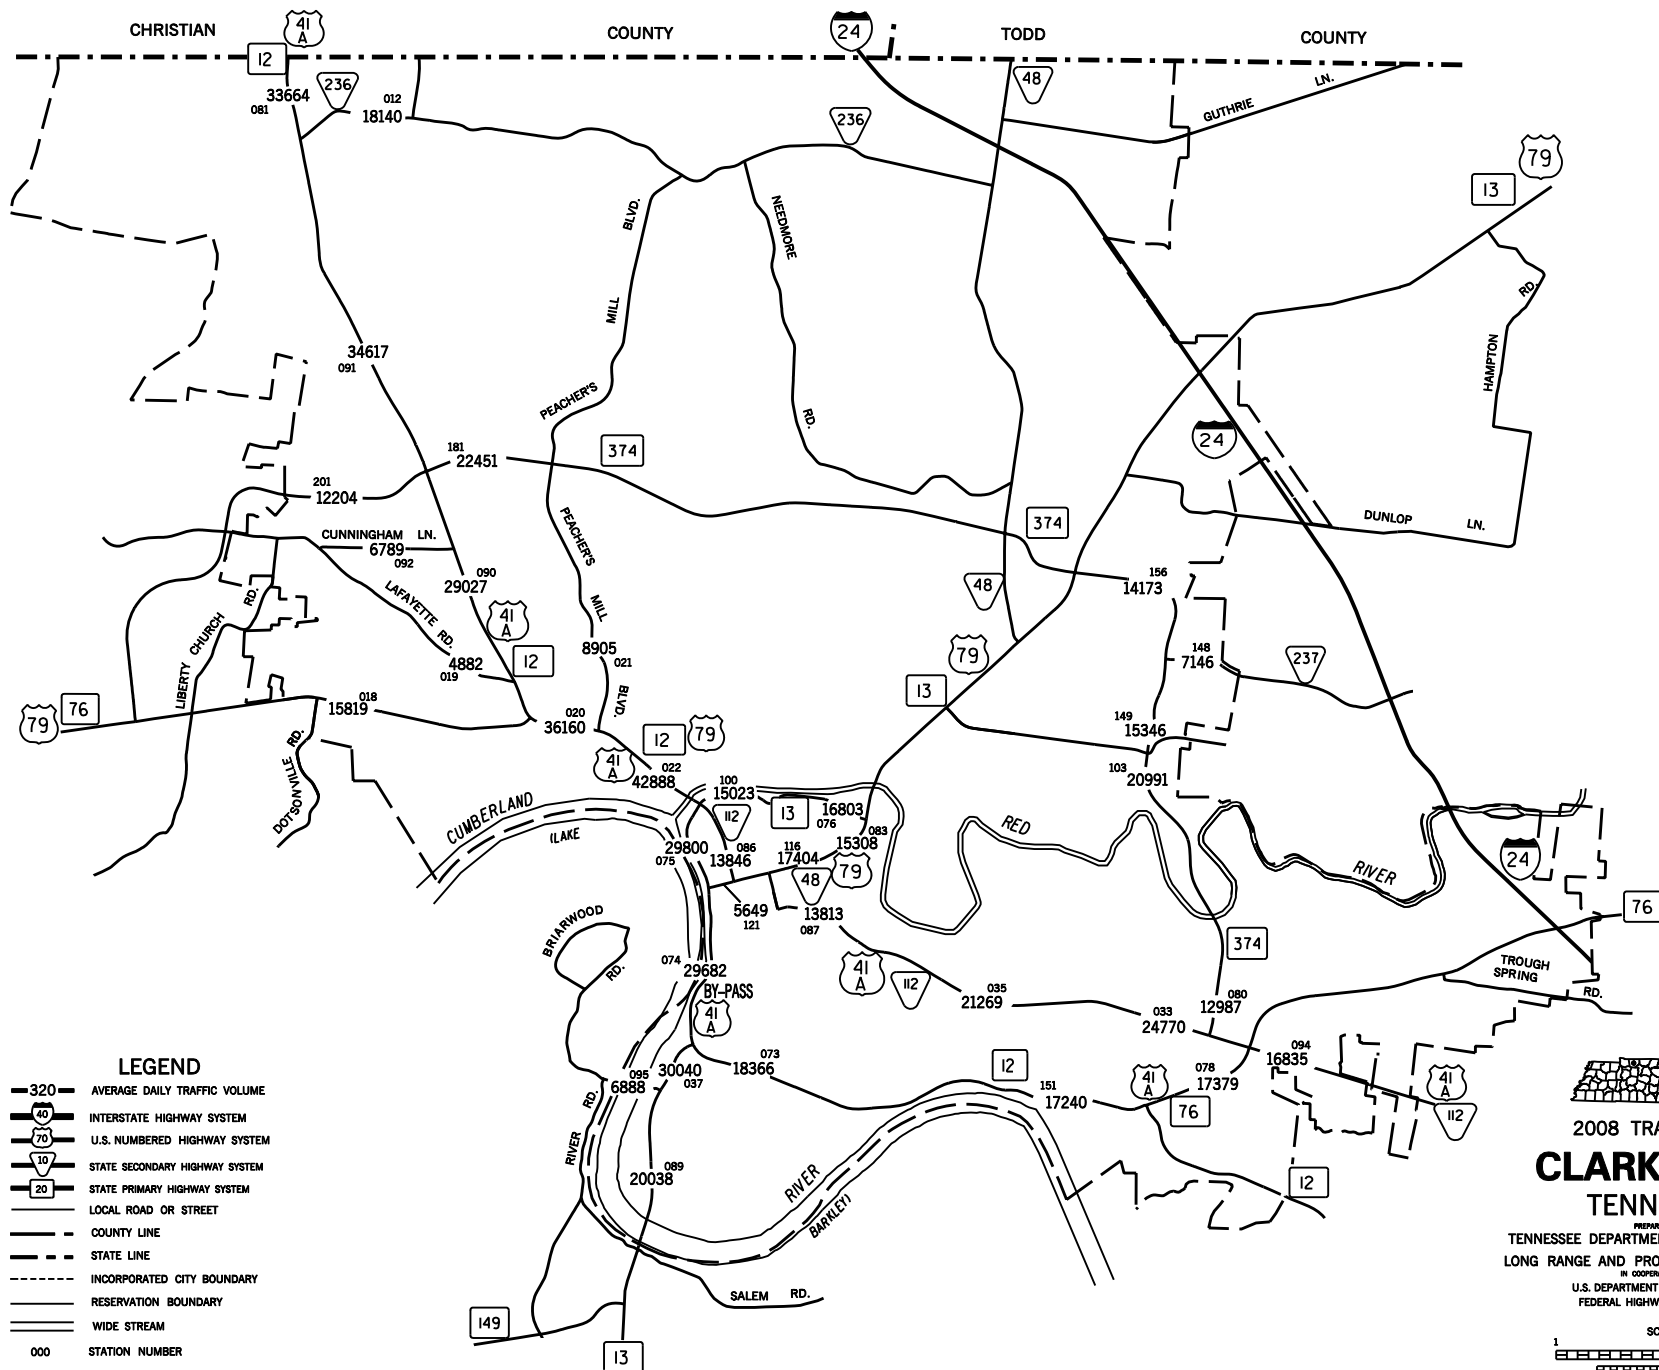 CHRISTIAN
41
A
COUNTY
24
TODD
COUNTY
12
33664
081
236
012
18140
236
48
GUTHRIE LN.
79
13
BLVD.
MILL
PEACHER'S
NEEDMORE
RD.
RD.
HAMPTON
34617
091
24
181
22451
374
201
12204
CUNNINGHAM LN.
6789
092
374
DUNLOP LN.
PEACHER'S
MILL
BLVD.
090
29027
LAFAYETTE RD.
41
A
12
4882
019
48
156
14173
148
7146
237
LIBERTY CHURCH RD.
8905
021
79
13
76
79
018
15819
020
36160
12
79
149
15346
DOTSONVILLE RD.
41
A
022
42888
100
15023
103
20991
CUMBERLAND
(LAKE
112
13
16803
076
083
15308
RED
RIVER
29800
075
086
13846
116
17404
48
79
24
5649
121
13813
087
76
BRIARWOOD
RD.
074
29682
BY-PASS
41
A
41
A
112
035
21269
374
TROUGH
SPRING
RD.
080
12987
033
24770
094
16835
073
18366
30040
037
095
6888
12
151
17240
41
A
078
17379
76
41
A
112
RD.
RIVER
089
20038
RIVER
BARKLEY)
12
SALEM RD.
149
13
LEGEND
320 AVERAGE DAILY TRAFFIC VOLUME
40 INTERSTATE HIGHWAY SYSTEM
70 U.S. NUMBERED HIGHWAY SYSTEM
10 STATE SECONDARY HIGHWAY SYSTEM
20 STATE PRIMARY HIGHWAY SYSTEM
LOCAL ROAD OR STREET
COUNTY LINE
STATE LINE
INCORPORATED CITY BOUNDARY
RESERVATION BOUNDARY
WIDE STREAM
000 STATION NUMBER
2008 TRA
CLARK
TENN
PREPAR
TENNESSEE DEPARTME
LONG RANGE AND PRO
IN COOPER
U.S. DEPARTMENT
FEDERAL HIGHW
SC
1